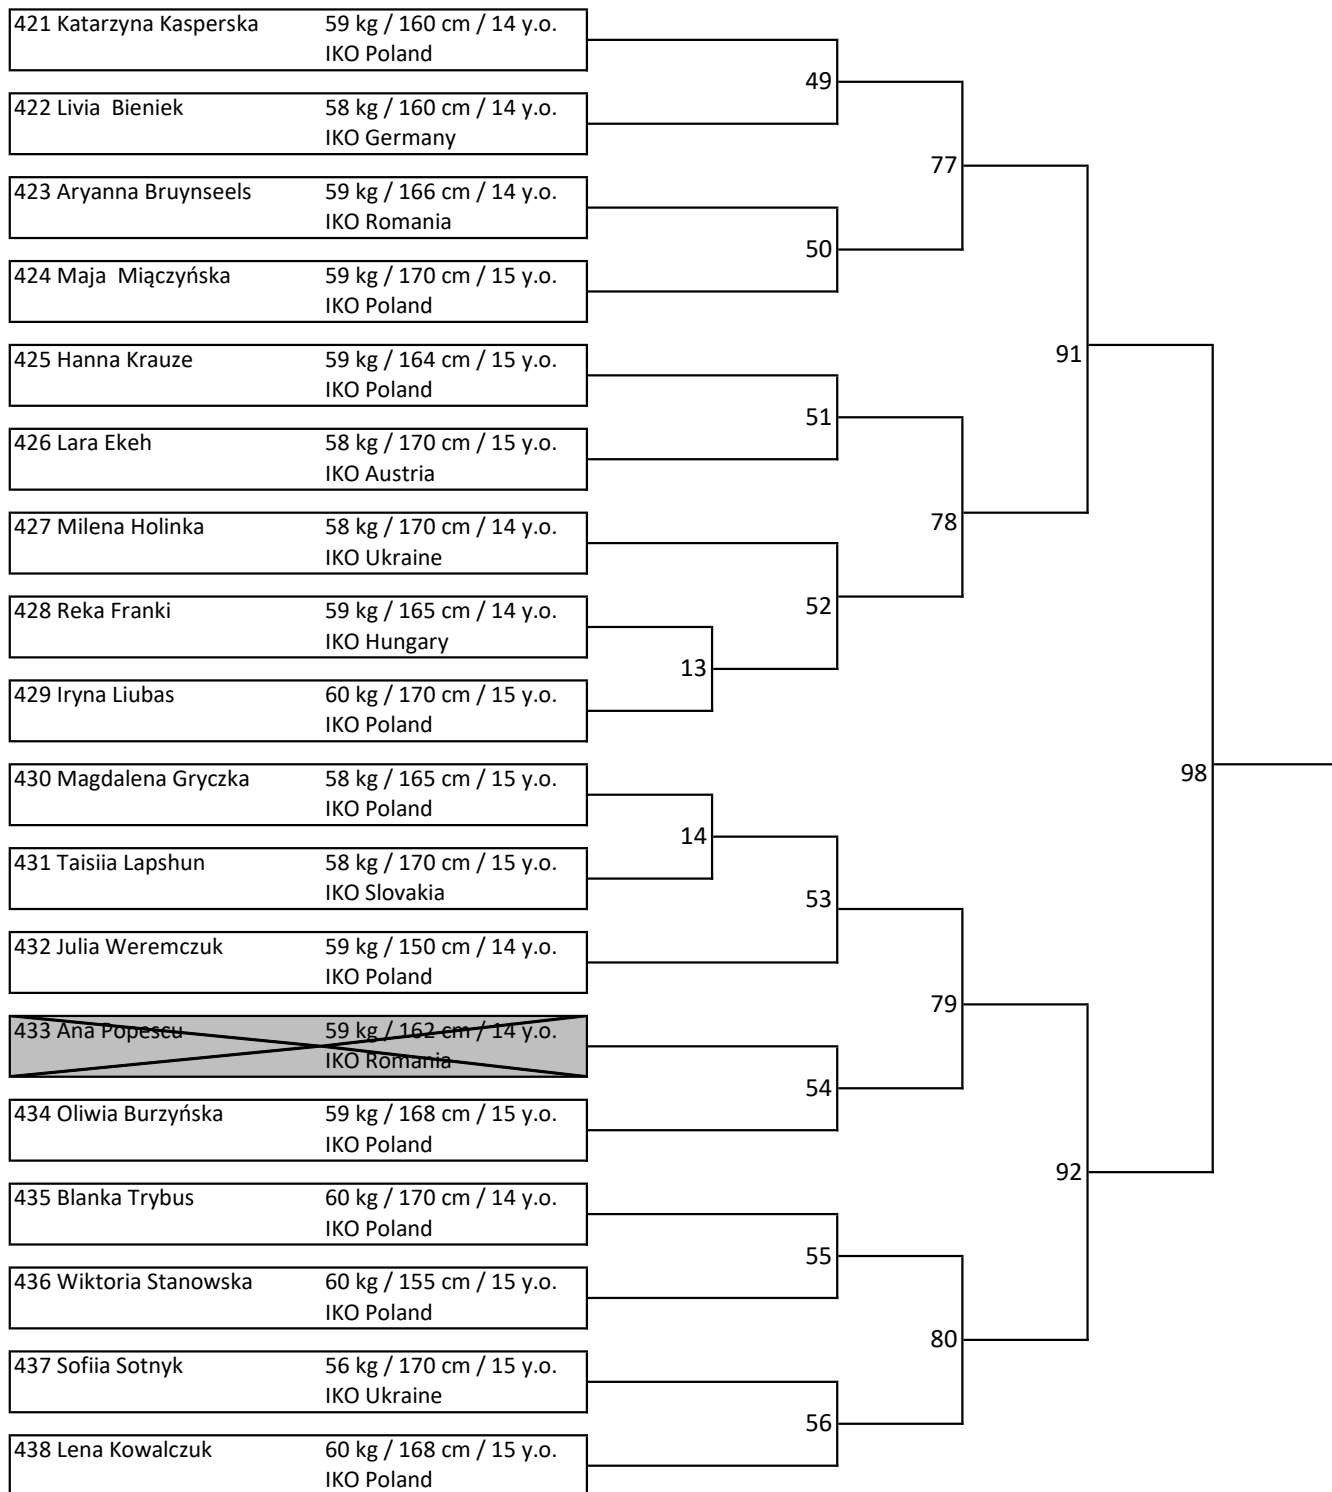 421 Katarzyna Kasperska 59 kg / 160 cm / 14 y.o.
IKO Poland
49
422 Livia  Bieniek 58 kg / 160 cm / 14 y.o.
IKO Germany
77
423 Aryanna Bruynseels 59 kg / 166 cm / 14 y.o.
IKO Romania
50
424 Maja  Miączyńska 59 kg / 170 cm / 15 y.o.
IKO Poland
91
425 Hanna Krauze 59 kg / 164 cm / 15 y.o.
IKO Poland
51
426 Lara Ekeh 58 kg / 170 cm / 15 y.o.
IKO Austria
78
427 Milena Holinka 58 kg / 170 cm / 14 y.o.
IKO Ukraine
52
428 Reka Franki 59 kg / 165 cm / 14 y.o.
IKO Hungary
13
429 Iryna Liubas 60 kg / 170 cm / 15 y.o.
IKO Poland
98
430 Magdalena Gryczka 58 kg / 165 cm / 15 y.o.
IKO Poland
14
431 Taisiia Lapshun 58 kg / 170 cm / 15 y.o.
IKO Slovakia
53
432 Julia Weremczuk 59 kg / 150 cm / 14 y.o.
IKO Poland
79
433 Ana Popescu 59 kg / 162 cm / 14 y.o.
IKO Romania
54
434 Oliwia Burzyńska 59 kg / 168 cm / 15 y.o.
IKO Poland
92
435 Blanka Trybus 60 kg / 170 cm / 14 y.o.
IKO Poland
55
436 Wiktoria Stanowska 60 kg / 155 cm / 15 y.o.
IKO Poland
80
437 Sofiia Sotnyk 56 kg / 170 cm / 15 y.o.
IKO Ukraine
56
438 Lena Kowalczuk 60 kg / 168 cm / 15 y.o.
IKO Poland